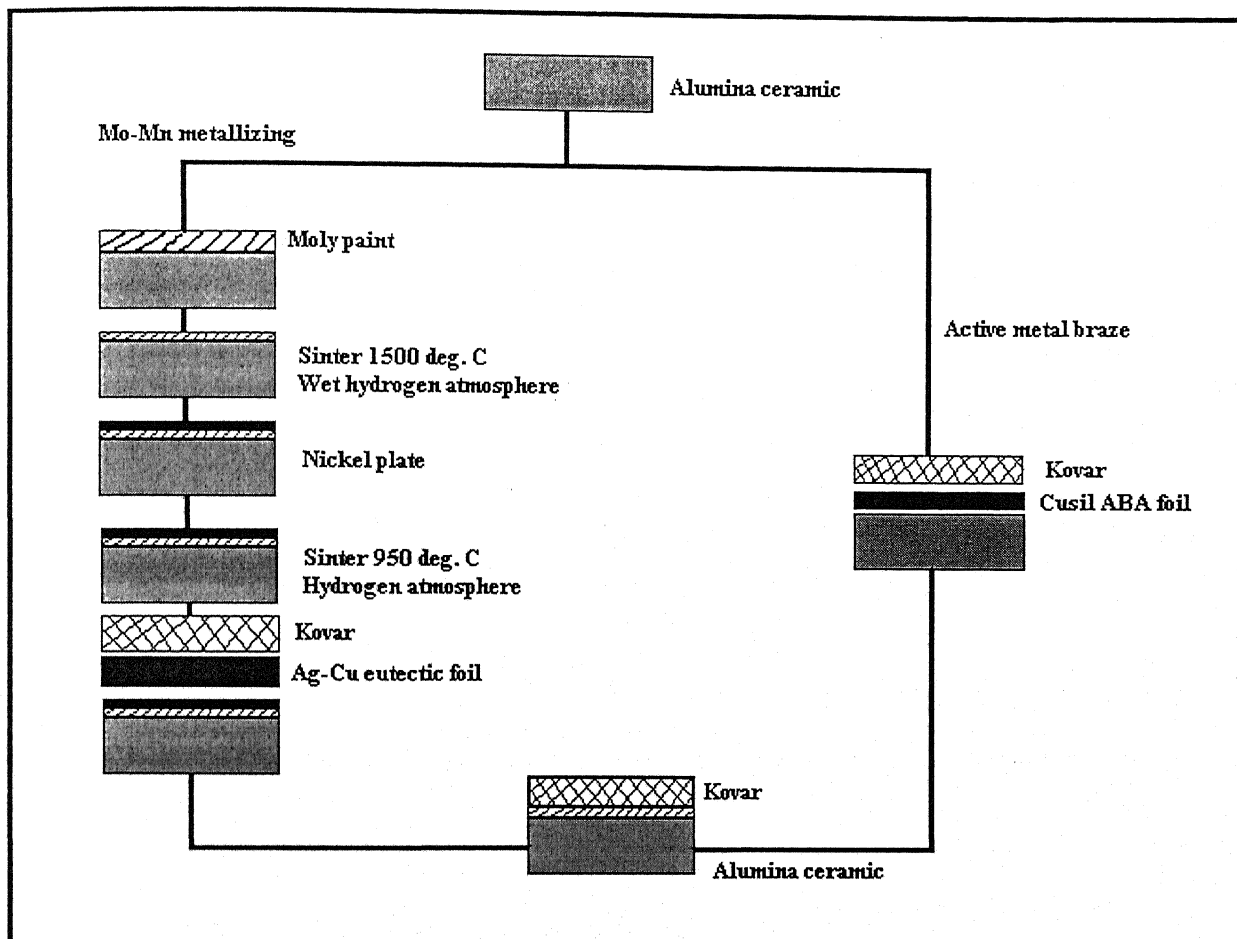 Alumina ceramic
Mo-Mn metallizing
Moly paint
Sinter 1500 deg. C
Wet hydrogen atmosphere
Nickel plate
Sinter 950 deg. C
Hydrogen atmosphere
Kovar
Ag-Cu eutectic foil
Active metal braze
Kovar
Cusil ABA foil
Kovar
Alumina ceramic